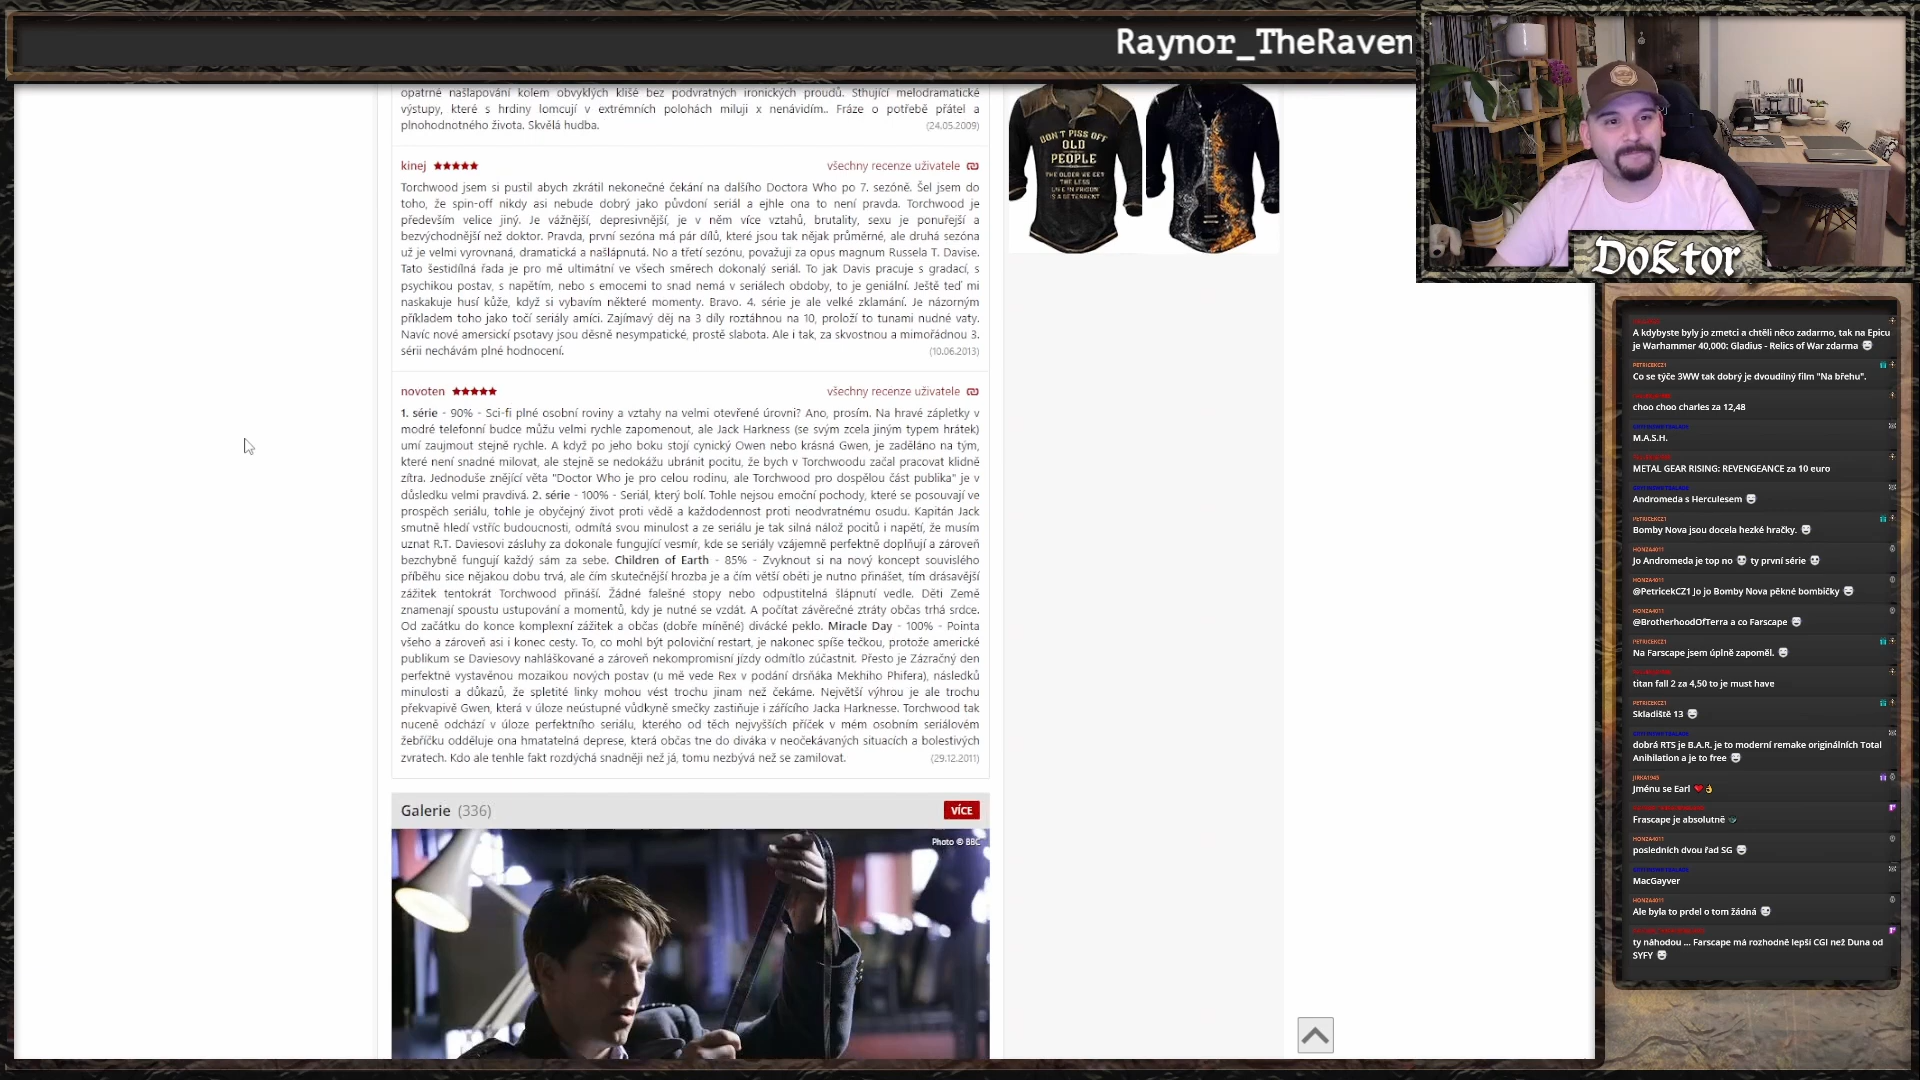 Raynor_TheRaven
opatrné našlapování kolem obvyklých klišé bez podvratných ironických proudů. Sthující melodramatické
výstupy, které s hrdiny lomcují v extrémních polohách miluji x nenávidím.. Fráze o potřebě přátel a
plnohodnotného života. Skvělá hudba. (24.05.2009)
kinej ★★★★★ všechny recenze uživatele
Torchwood jsem si pustil abych zkrátil nekonečné čekání na dalšího Doctora Who po 7. sezóně. Šel jsem do
toho, že spin-off nikdy asi nebude dobrý jako půvdoní seriál a ejhle ona to není pravda. Torchwood je
především velice jiný. Je vážnější, depresivnější, je v něm více vztahů, brutality, sexu je ponuřejší a
bezvýchodnější než doktor. Pravda, první sezóna má pár dílů, které jsou tak nějak průměrné, ale druhá sezóna
už je velmi vyrovnaná, dramatická a našlápnutá. No a třetí sezónu, považuji za opus magnum Russela T. Davise.
Tato šestidílná řada je pro mě ultimátní ve všech směrech dokonalý seriál. To jak Davis pracuje s gradací, s
psychikou postav, s napětím, nebo s emocemi to snad nemá v seriálech obdoby, to je geniální. Ještě teď mi
naskakuje husí kůže, když si vybavím některé momenty. Bravo. 4. série je ale velké zklamání. Je názorným
příkladem toho jako točí seriály amíci. Zajímavý děj na 3 díly roztáhnou na 10, proloží to tunami nudné vaty.
Navíc nové amersickí psotavy jsou děsně nesympatické, prostě slabota. Ale i tak, za skvostnou a mimořádnou 3.
sérii nechávám plné hodnocení. (10.06.2013)
novoten ★★★★★ všechny recenze uživatele
1. série - 90% - Sci-fi plné osobní roviny a vztahy na velmi otevřené úrovni? Ano, prosím. Na hravé zápletky v
modré telefonní budce můžu velmi rychle zapomenout, ale Jack Harkness (se svým zcela jiným typem hrátek)
umí zaujmout stejně rychle. A když po jeho boku stojí cynický Owen nebo krásná Gwen, je zaděláno na tým,
které není snadné milovat, ale stejně se nedokážu ubránit pocitu, že bych v Torchwoodu začal pracovat klidně
zítra. Jednoduše znějící věta "Doctor Who je pro celou rodinu, ale Torchwood pro dospělou část publika" je v
důsledku velmi pravdivá. 2. série - 100% - Seriál, který bolí. Tohle nejsou emoční pochody, které se posouvají ve
prospěch seriálu, tohle je obyčejný život proti vědě a každodennost proti neodvratnému osudu. Kapitán Jack
smutně hledí vstříc budoucnosti, odmítá svou minulost a ze seriálu je tak silná nálož pocitů i napětí, že musím
uznat R.T. Daviesovi zásluhy za dokonale fungující vesmír, kde se seriály vzájemně perfektně doplňují a zároveň
bezchybně fungují každý sám za sebe. Children of Earth - 85% - Zvyknout si na nový koncept souvislého
příběhu sice nějakou dobu trvá, ale čím skutečnější hrozba je a čím větší oběti je nutno přinášet, tím drásavější
zážitek tentokrát Torchwood přináší. Žádné falešné stopy nebo odpustitelná šlápnutí vedle. Děti Země
znamenají spoustu ustupování a momentů, kdy je nutné se vzdát. A počítat závěrečné ztráty občas trhá srdce.
Od začátku do konce komplexní zážitek a občas (dobře míněné) divácké peklo. Miracle Day - 100% - Pointa
všeho a zároveň asi i konec cesty. To, co mohl být poloviční restart, je nakonec spíše tečkou, protože americké
publikum se Daviesovy nahláškované a zároveň nekompromisní jízdy odmítlo zúčastnit. Přesto je Zázračný den
perfektně vystavěnou mozaikou nových postav (u mě vede Rex v podání drsňáka Mekhiho Phifera), následků
minulosti a důkazů, že spletité linky mohou vést trochu jinam než čekáme. Největší výhrou je ale trochu
překvapivě Gwen, která v úloze neústupné vůdkyně smečky zastiňuje i zářícího Jacka Harknesse. Torchwood tak
nuceně odchází v úloze perfektního seriálu, kterého od těch nejvyšších příček v mém osobním seriálovém
žebříčku odděluje ona hmatatelná deprese, která občas tne do diváka v neočekávaných situacích a bolestivých
zvratech. Kdo ale tenhle fakt rozdýchá snadněji než já, tomu nezbývá než se zamilovat. (29.12.2011)
Galerie (336) VÍCE
Photo © BBC
DON'T PISS OFF
OLD
PEOPLE
THE OLDER WE GET
THE LESS
LIFE IN PRISON
IS A DETERRENT
Doktor
A kdybyste byly jo zmetci a chtěli něco zadarmo, tak na Epicu
je Warhammer 40,000: Gladius - Relics of War zdarma
PETRICEKCZ1
Co se týče 3WW tak dobrý je dvoudílný film "Na břehu".
choo choo charles za 12,48
M.A.S.H.
METAL GEAR RISING: REVENGEANCE za 10 euro
Andromeda s Herculesem
PETRICEKCZ1
Bomby Nova jsou docela hezké hračky.
HONZA4011
Jo Andromeda je top no ty první série
HONZA4011
@PetricekCZ1 Jo jo Bomby Nova pěkné bombičky
HONZA4011
@BrotherhoodOfTerra a co Farscape
PETRICEKCZ1
Na Farscape jsem úplně zapoměl.
titan fall 2 za 4,50 to je must have
PETRICEKCZ1
Skladiště 13
dobrá RTS je B.A.R. je to moderní remake originálních Total
Anihilation a je to free
JIRKA1945
Jménu se Earl
Frascape je absolutně
HONZA4011
posledních dvou řad SG
MacGayver
HONZA4011
Ale byla to prdel o tom žádná
ty náhodou ... Farscape má rozhodně lepší CGI než Duna od
SYFY